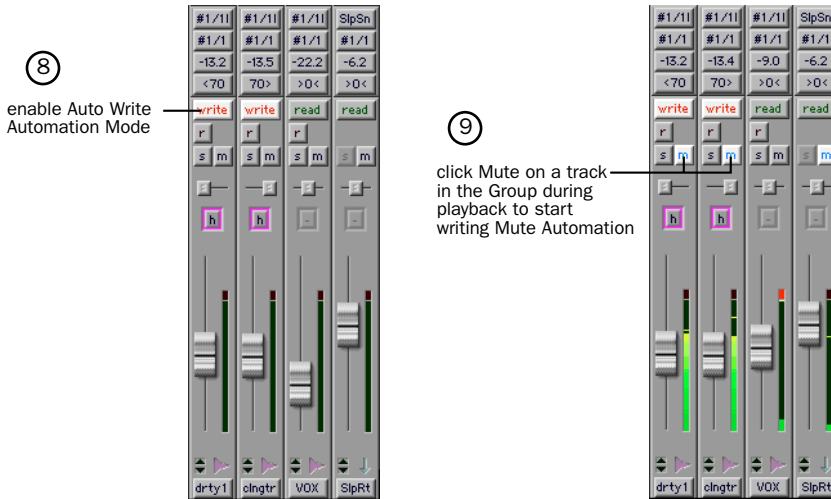 #1/1l #1/1l #1/1l SlpSn
#1/1 #1/1 #1/1 #1/1
-13.2 -13.5 -22.2 -6.2
<70 70> >0< >0<
8
enable Auto Write
Automation Mode
write write read read
r r
s m s m s m s m
h h - -
drty1 clngtr VOX SlpRt
#1/1l #1/1l #1/1l SlpSn
#1/1 #1/1 #1/1 #1/1
-13.2 -13.4 -9.0 -6.2
<70 70> >0< >0<
write write read read
9
click Mute on a track
in the Group during
playback to start
writing Mute Automation
r r
s m s m s m s m
h h - -
drty1 clngtr VOX SlpRt